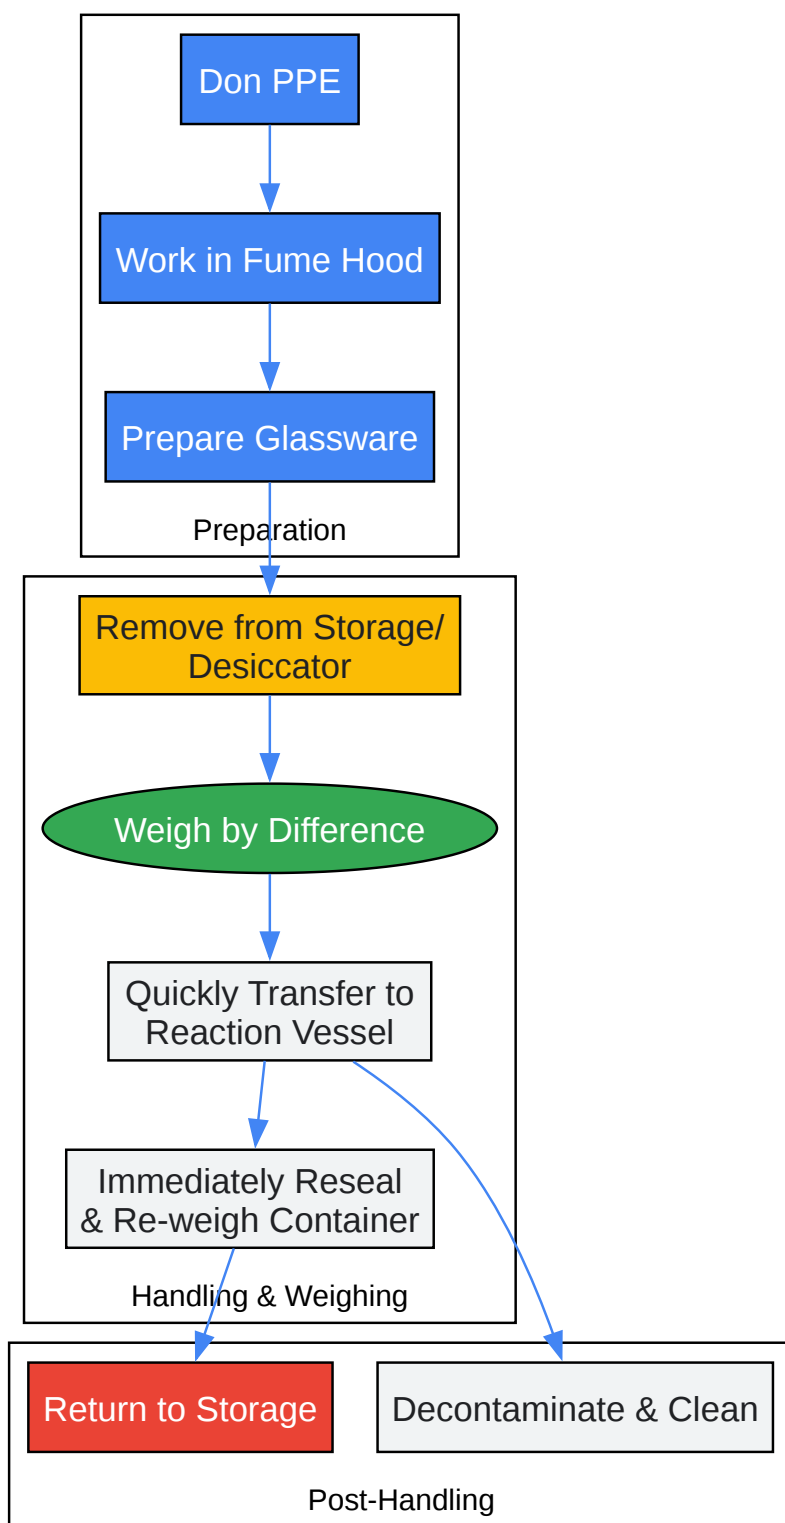 Don PPE
Work in Fume Hood
Prepare Glassware
Preparation
Remove from Storage/
Desiccator
Weigh by Difference
Quickly Transfer to
Reaction Vessel
Immediately Reseal
& Re-weigh Container
Handling & Weighing
Return to Storage
Decontaminate & Clean
Post-Handling